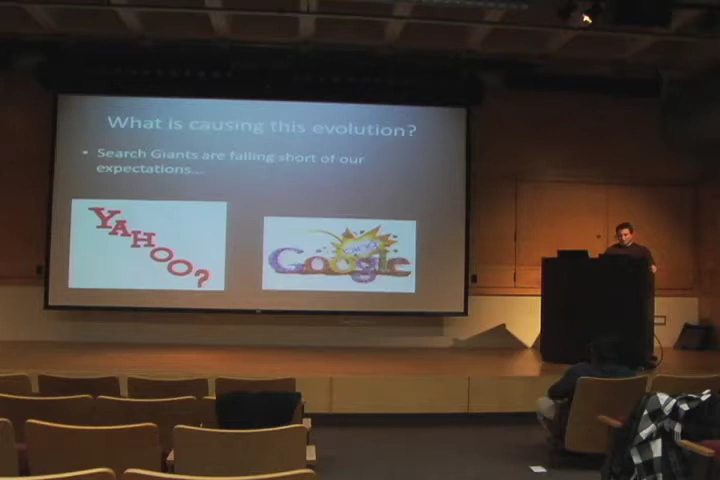 What is causing this evolution?
• Search Giants are falling short of our
expectations...
YAHOO?
Google